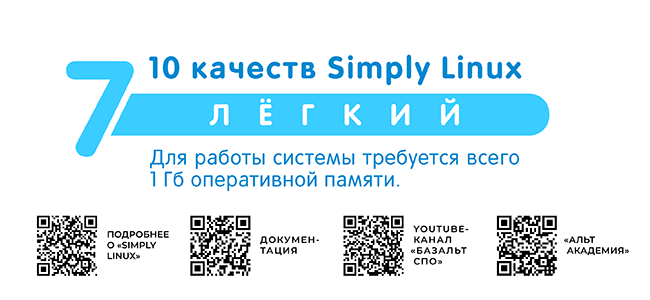 7
10 качеств Simply Linux
ЛЁГКИЙ
Для работы системы требуется всего
1 Гб оперативной памяти.
ПОДРОБНЕЕ
О «SIMPLY
LINUX»
ДОКУМЕН-
ТАЦИЯ
YOUTUBE-
КАНАЛ
«БАЗАЛЬТ
СПО»
«АЛЬТ
АКАДЕМИЯ»